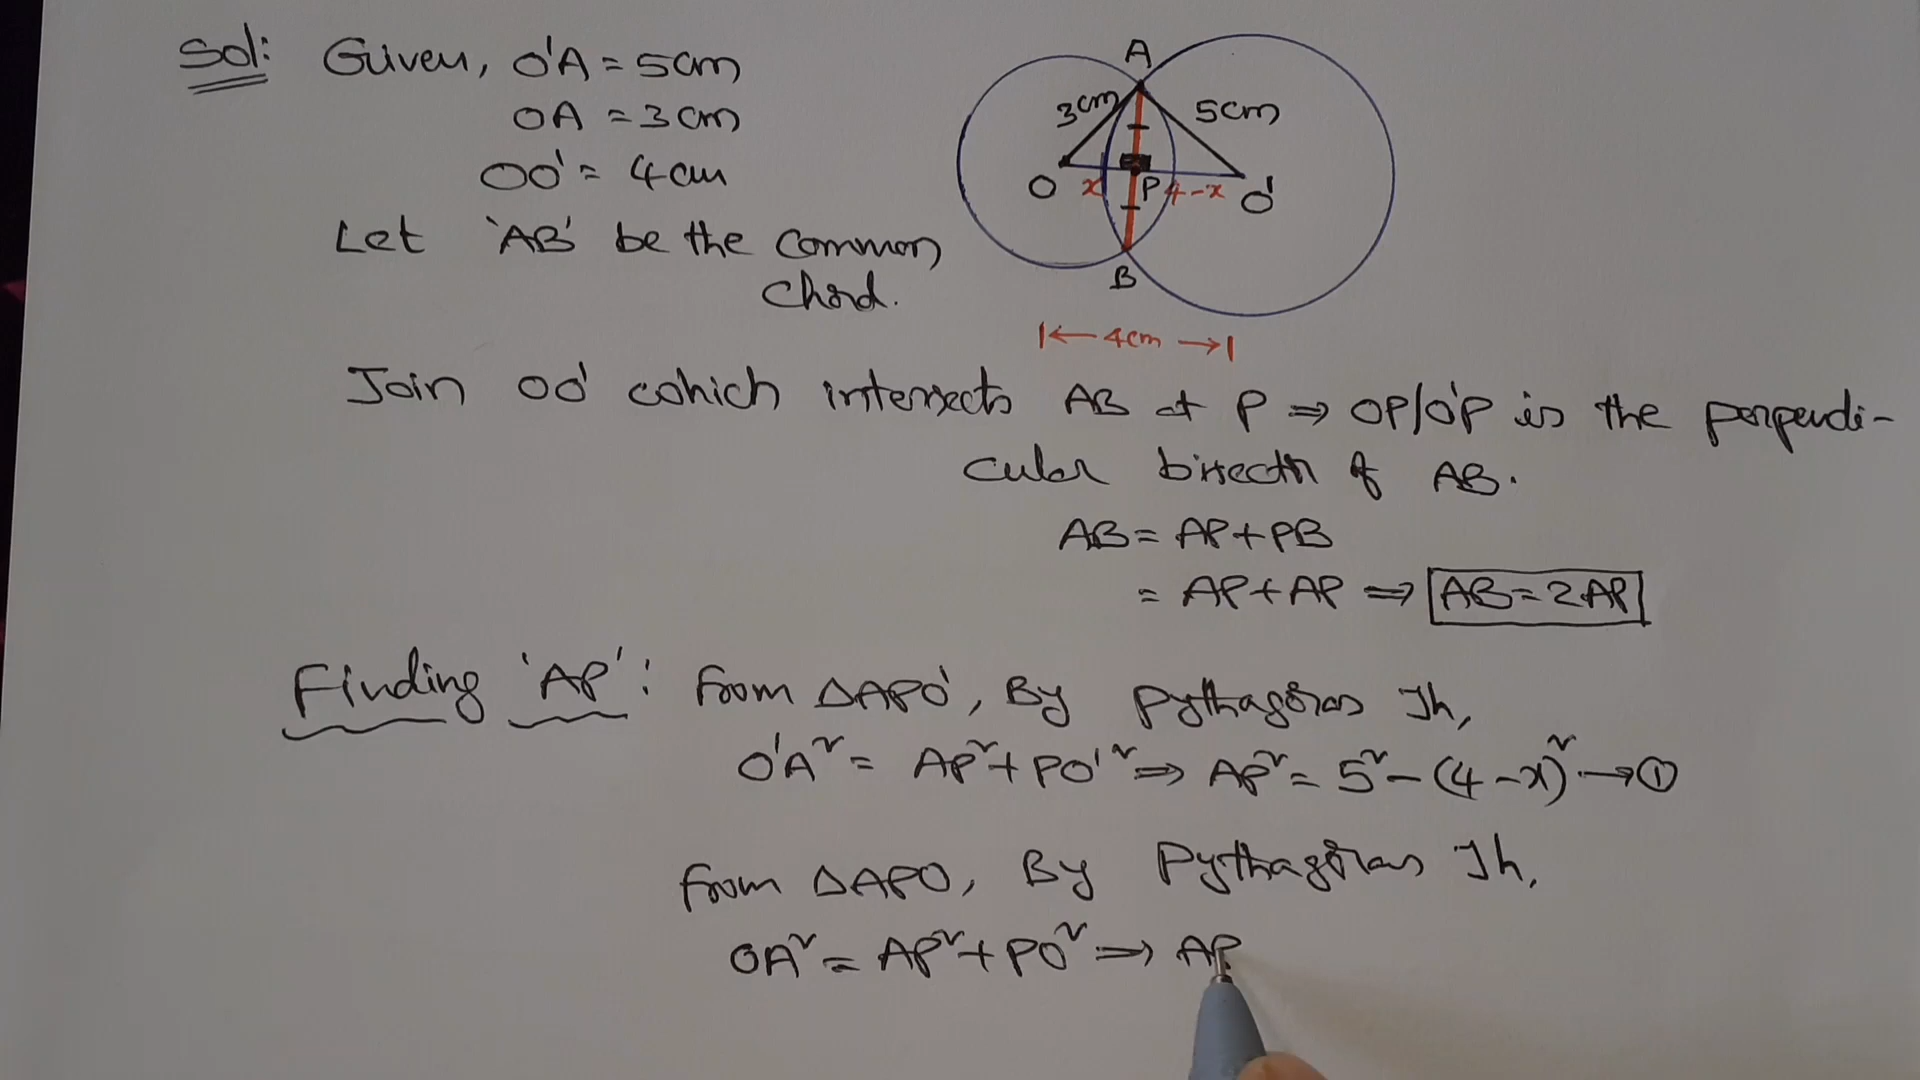 Sol: Given, O'A = 5cm
OA = 3cm
OO' = 4cm
Let 'AB' be the common
chord.
A
3cm
5cm
O
x
P
4-x
O'
B
|← 4cm →|
Join OO' which intersects AB at P ⇒ OP/O'P is the perpendi-
cular bisector of AB.
AB = AP + PB
= AP + AP ⇒ AB = 2AP
Finding 'AP': From △APO', By Pythagoras Th,
O'A² = AP² + PO'² ⇒ AP² = 5² - (4-x)² → ①
From △APO, By Pythagoras Th,
OA² = AP² + PO² ⇒ AP